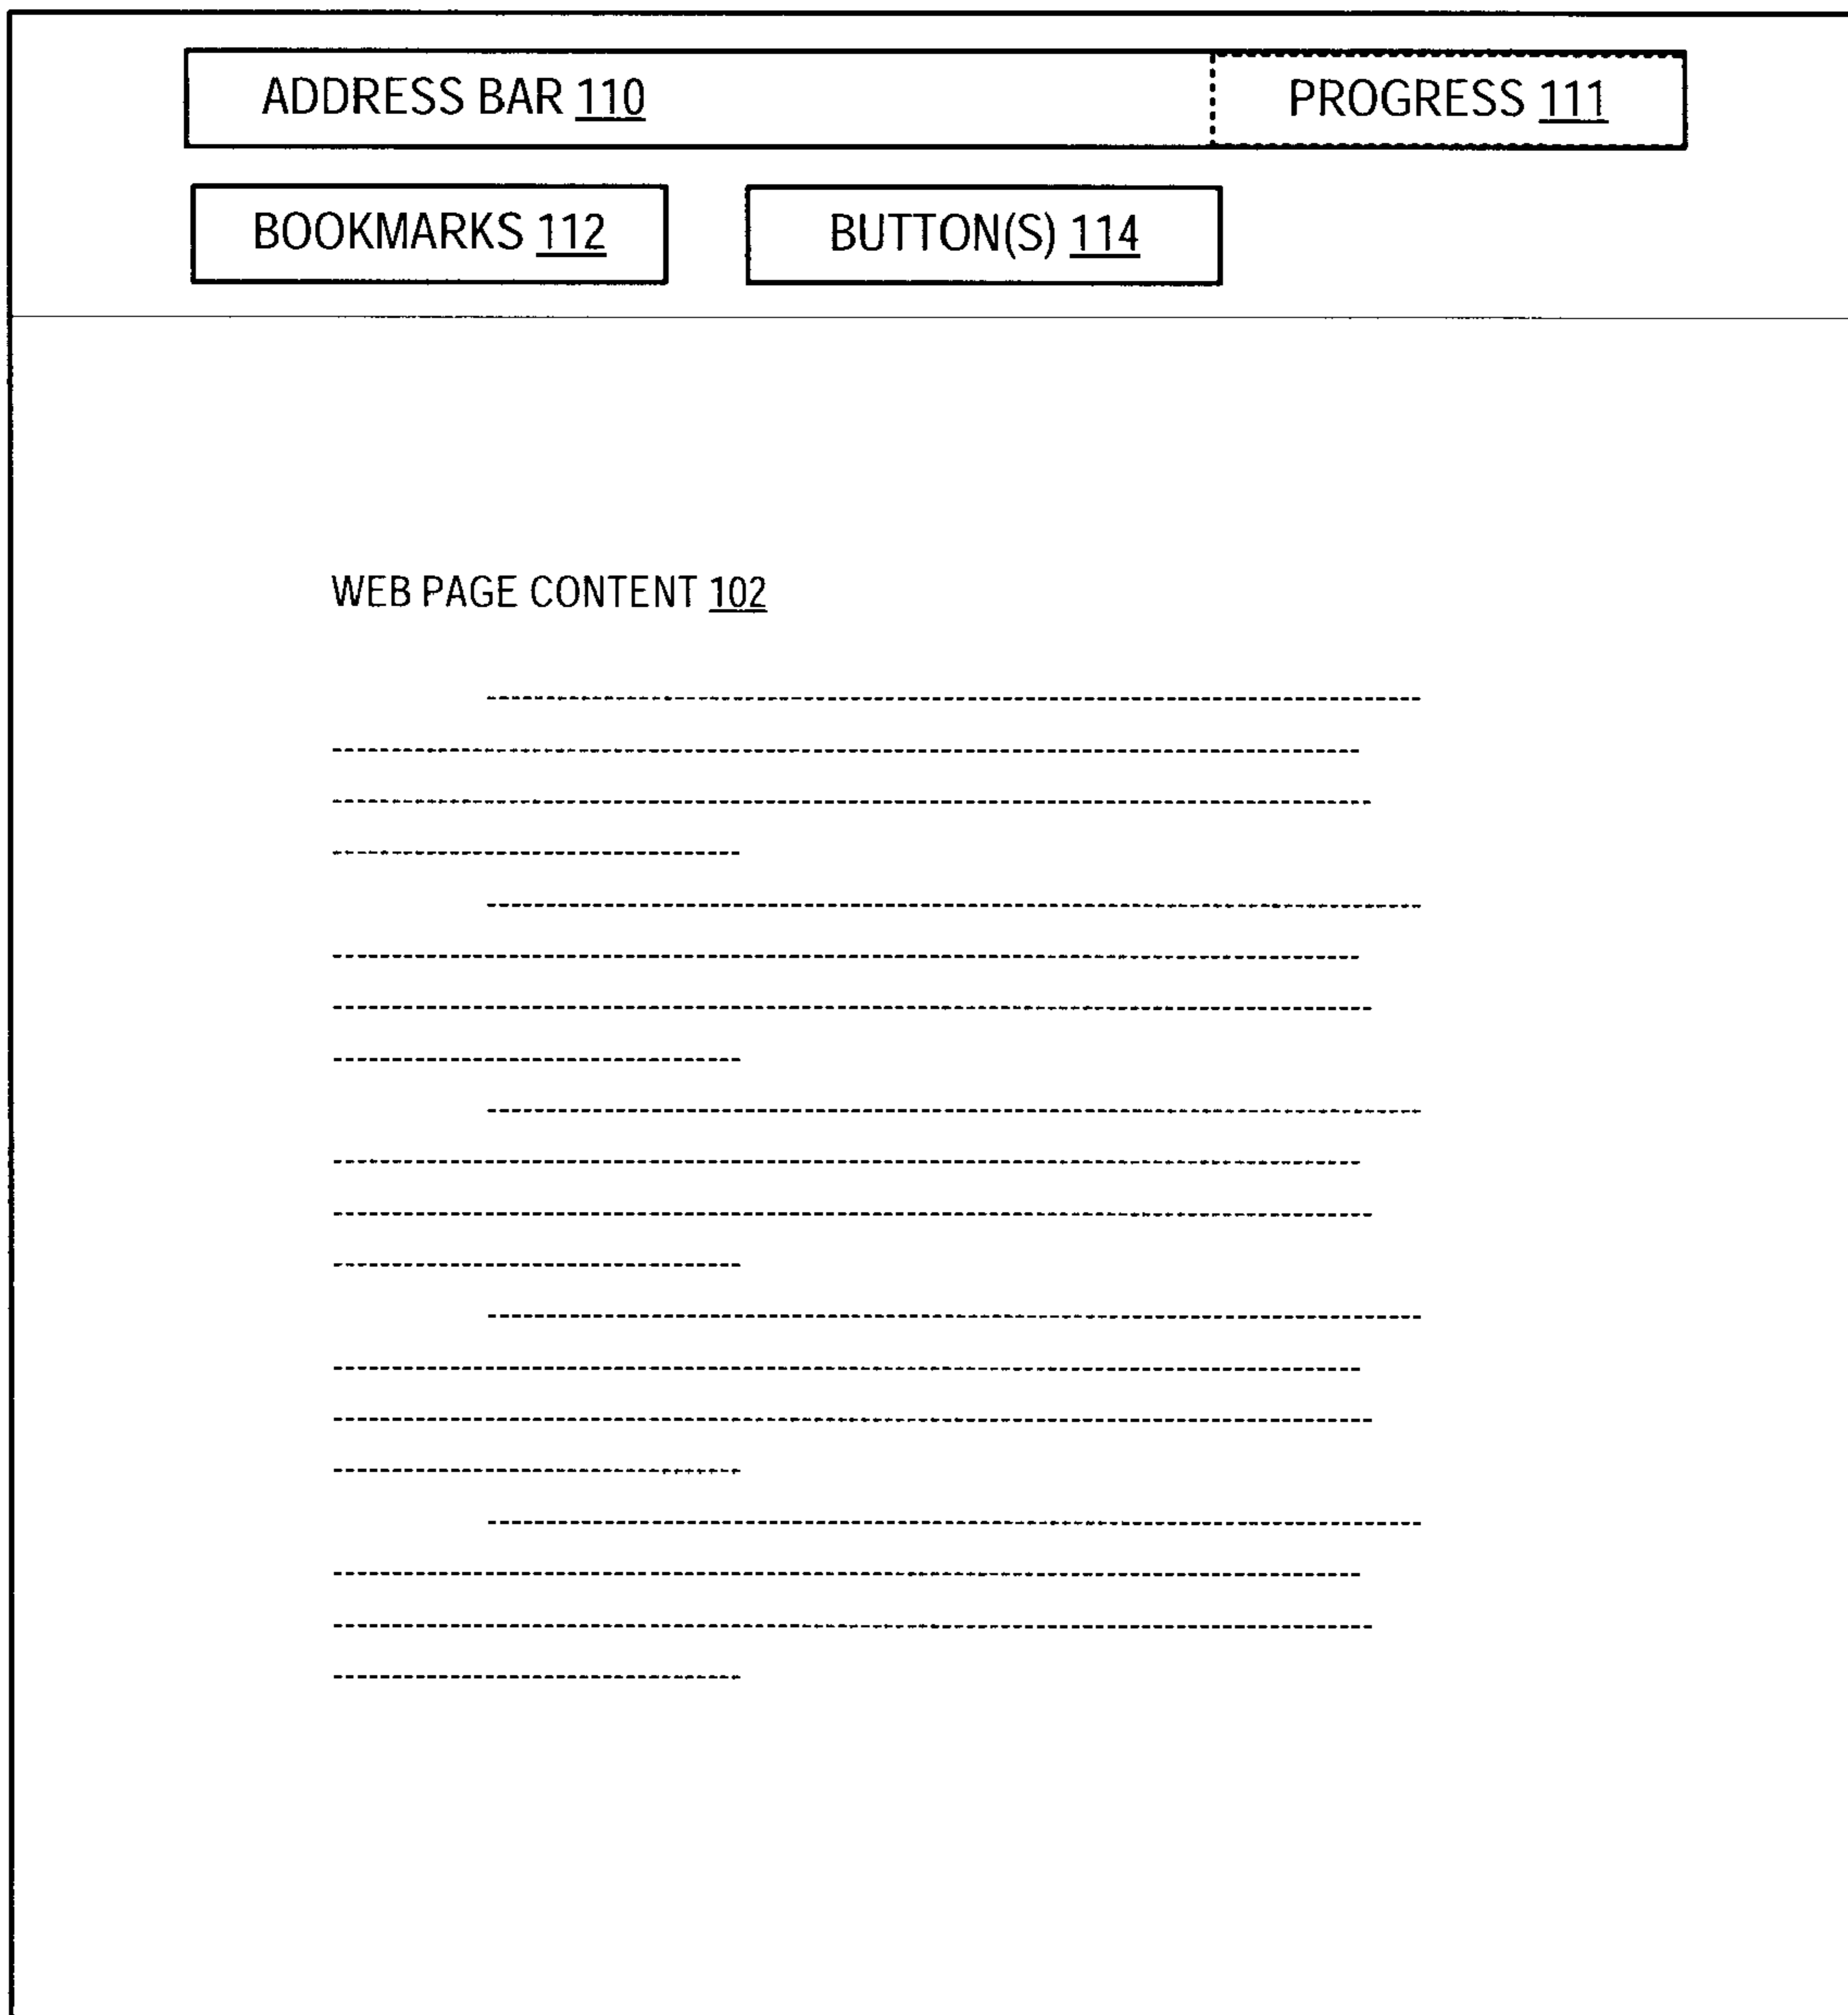 ADDRESS BAR 110 PROGRESS 111
BOOKMARKS 112 BUTTON(S) 114
WEB PAGE CONTENT 102